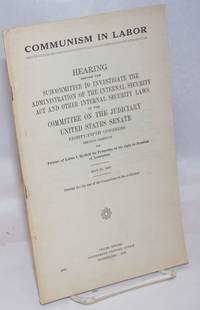 COMMUNISM IN LABOR
HEARING
BEFORE THE
SUBCOMMITTEE TO INVESTIGATE THE
ADMINISTRATION OF THE INTERNAL SECURITY
ACT AND OTHER INTERNAL SECURITY LAWS
OF THE
COMMITTEE ON THE JUDICIARY
UNITED STATES SENATE
EIGHTY-FIFTH CONGRESS
SECOND SESSION
ON
Printed for the use of the Committee on the Judiciary
UNITED STATES
GOVERNMENT PRINTING OFFICE
WASHINGTON